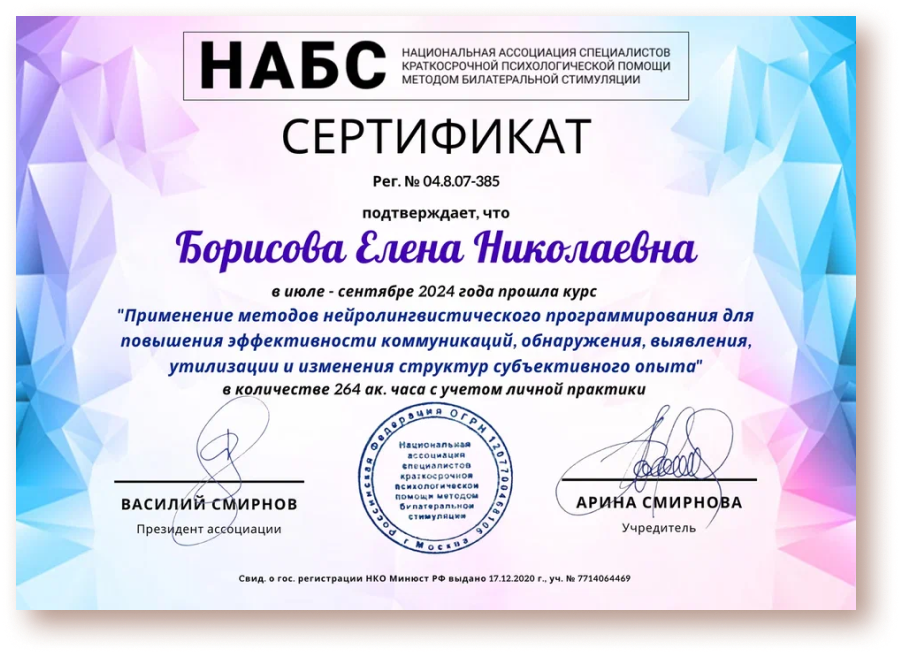 НАБС
НАЦИОНАЛЬНАЯ АССОЦИАЦИЯ СПЕЦИАЛИСТОВ
КРАТКОСРОЧНОЙ ПСИХОЛОГИЧЕСКОЙ ПОМОЩИ
МЕТОДОМ БИЛАТЕРАЛЬНОЙ СТИМУЛЯЦИИ
СЕРТИФИКАТ
Рег. № 04.8.07-385
подтверждает, что
Борисова Елена Николаевна
в июле - сентябре 2024 года прошла курс
"Применение методов нейролингвистического программирования для
повышения эффективности коммуникаций, обнаружения, выявления,
утилизации и изменения структур субъективного опыта"
в количестве 264 ак. часа с учетом личной практики
Российская Федерация ОГРН 1207700468106 г Москва
Национальная
ассоциация
специалистов
краткосрочной
психологической
помощи методом
билатеральной
стимуляции
ВАСИЛИЙ СМИРНОВ
Президент ассоциации
АРИНА СМИРНОВА
Учредитель
Свид. о гос. регистрации НКО Минюст РФ выдано 17.12.2020 г., уч. № 7714064469